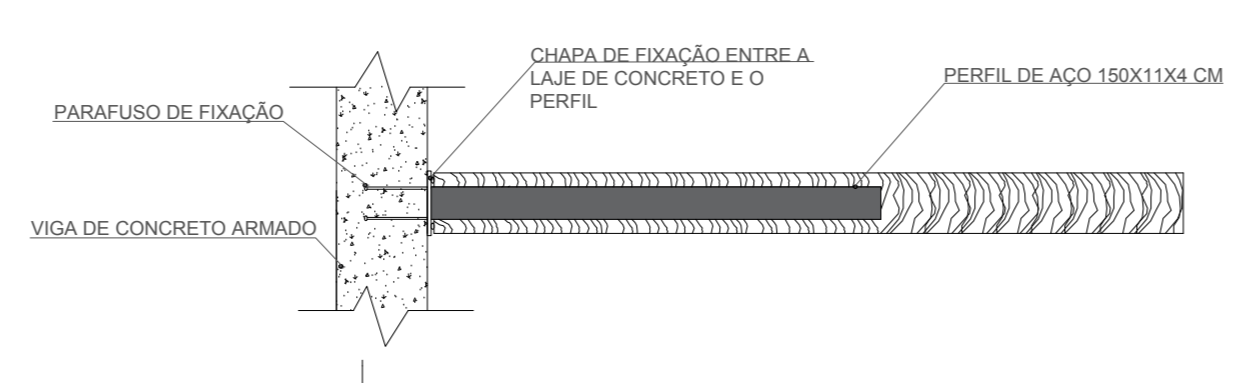 CHAPA DE FIXAÇÃO ENTRE A
LAJE DE CONCRETO E O
PERFIL
PERFIL DE AÇO 150X11X4 CM
PARAFUSO DE FIXAÇÃO
VIGA DE CONCRETO ARMADO